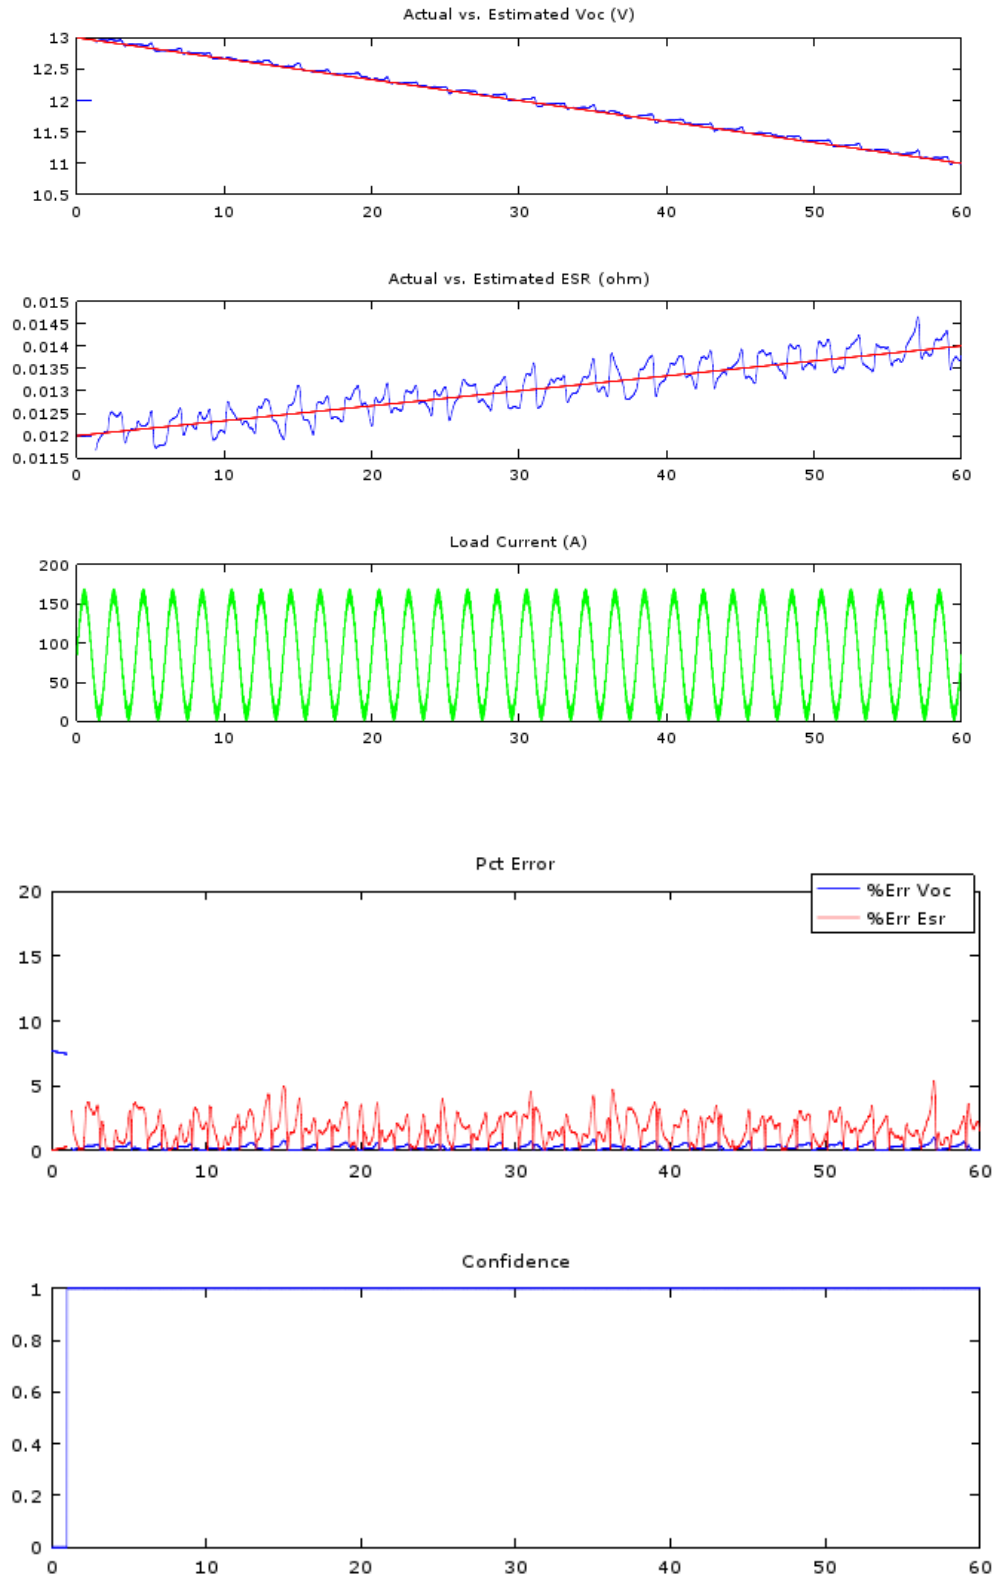 Actual vs. Estimated Voc (V)
13
12.5
12
11.5
11
10.5
0 10 20 30 40 50 60
Actual vs. Estimated ESR (ohm)
0.015
0.0145
0.014
0.0135
0.013
0.0125
0.012
0.0115
0 10 20 30 40 50 60
Load Current (A)
200
150
100
50
0
0 10 20 30 40 50 60
Pct Error
20
%Err Voc
%Err Esr
15
10
5
0
0 10 20 30 40 50 60
Confidence
1
0.8
0.6
0.4
0.2
0
0 10 20 30 40 50 60